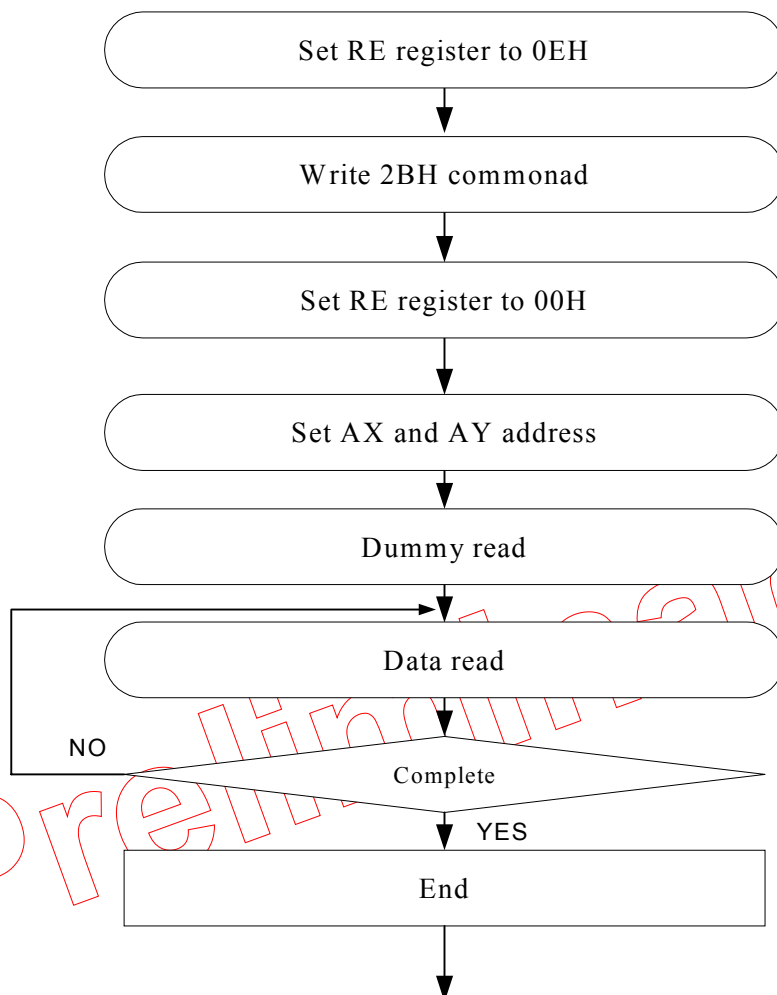 Set RE register to 0EH
Write 2BH commonad
Set RE register to 00H
Set AX and AY address
Dummy read
Data read
NO
Complete
YES
End